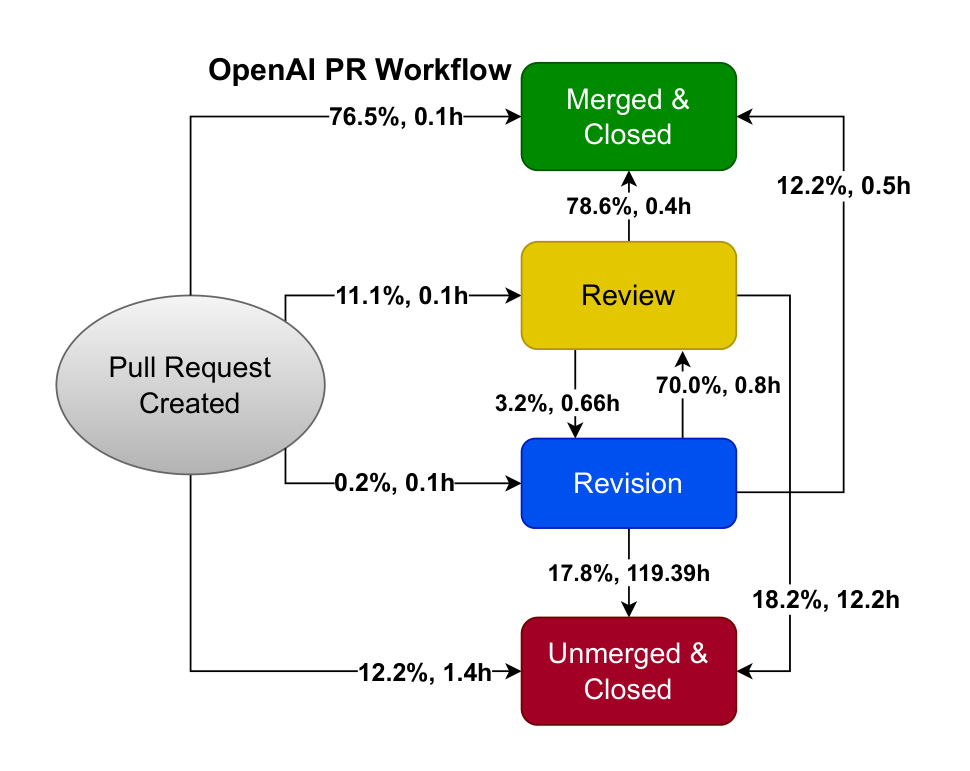 OpenAI PR Workflow
Merged &
Closed
76.5%, 0.1h
12.2%, 0.5h
78.6%, 0.4h
11.1%, 0.1h
Review
Pull Request
Created
70.0%, 0.8h
3.2%, 0.66h
0.2%, 0.1h
Revision
17.8%, 119.39h
18.2%, 12.2h
Unmerged &
Closed
12.2%, 1.4h